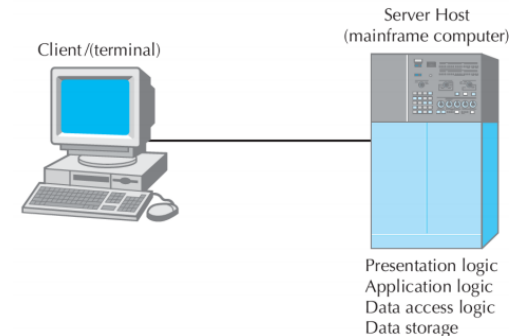 Client/(terminal)
Server Host
(mainframe computer)
Presentation logic
Application logic
Data access logic
Data storage